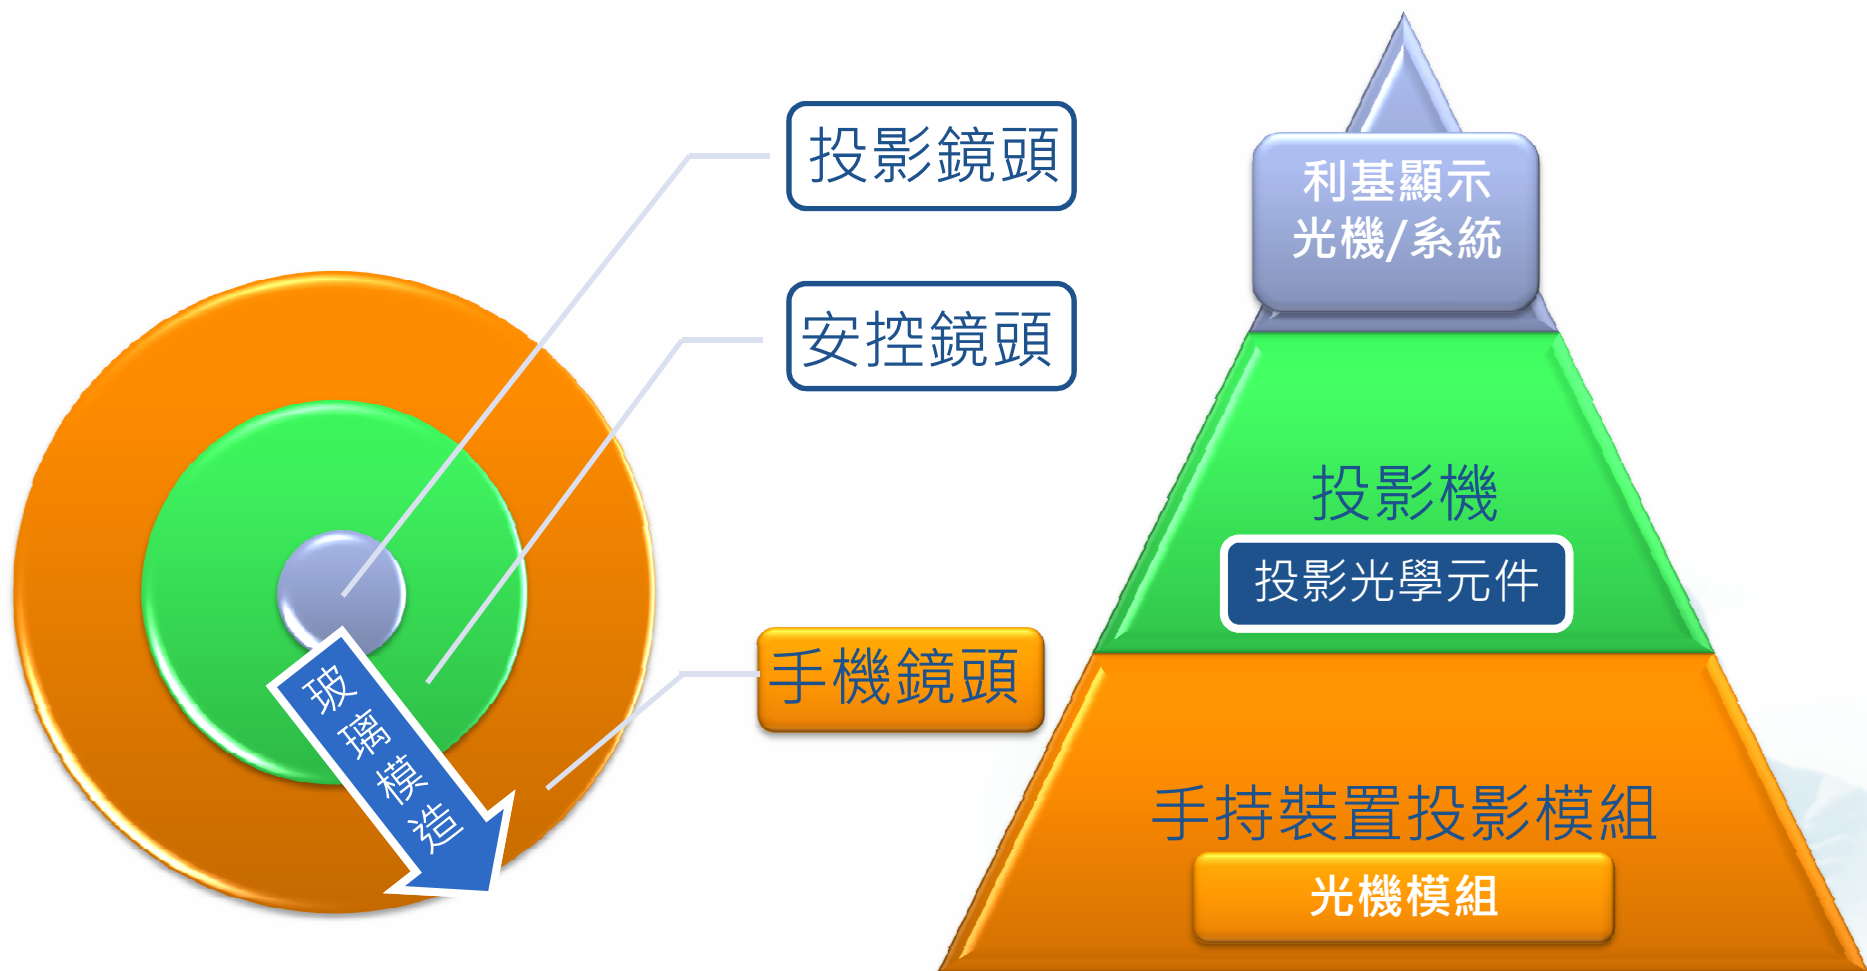 投影鏡頭
安控鏡頭
手機鏡頭
玻璃模造
利基顯示
光機/系統
投影機
投影光學元件
手持裝置投影模組
光機模組